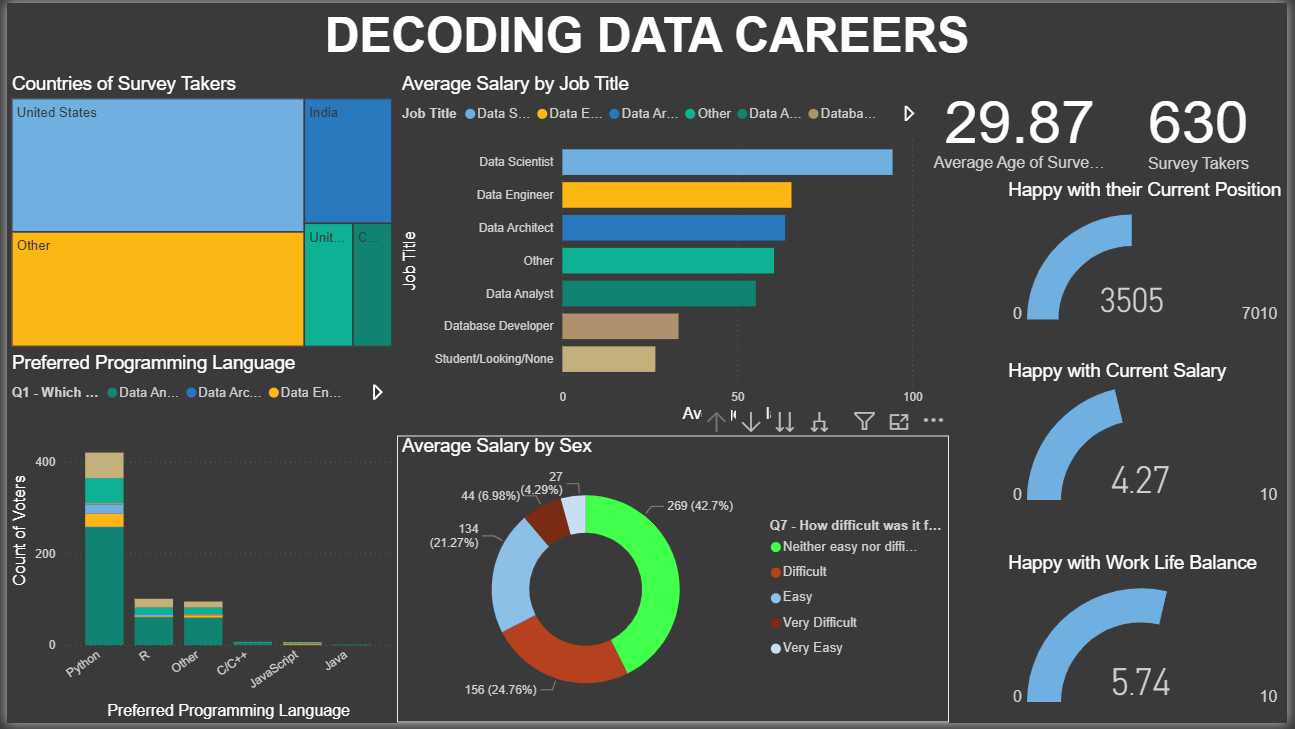 DECODING DATA CAREERS
Countries of Survey Takers
United States
India
Other
Unit...
C...
Average Salary by Job Title
Job Title Data S... Data E... Data Ar... Other Data A... Databa...
Job Title
Data Scientist
Data Engineer
Data Architect
Other
Data Analyst
Database Developer
Student/Looking/None
0 50 100
29.87
Average Age of Surve...
630
Survey Takers
Happy with their Current Position
3505
0 7010
Happy with Current Salary
4.27
0 10
Happy with Work Life Balance
5.74
0 10
Preferred Programming Language
Q1 - Which ... Data An... Data Arc... Data En...
Count of Voters
400
200
0
Python R Other C/C++ JavaScript Java
Preferred Programming Language
Average Salary by Sex
27
(4.29%)
44 (6.98%)
269 (42.7%)
134
(21.27%)
156 (24.76%)
Q7 - How difficult was it f...
Neither easy nor diffi...
Difficult
Easy
Very Difficult
Very Easy